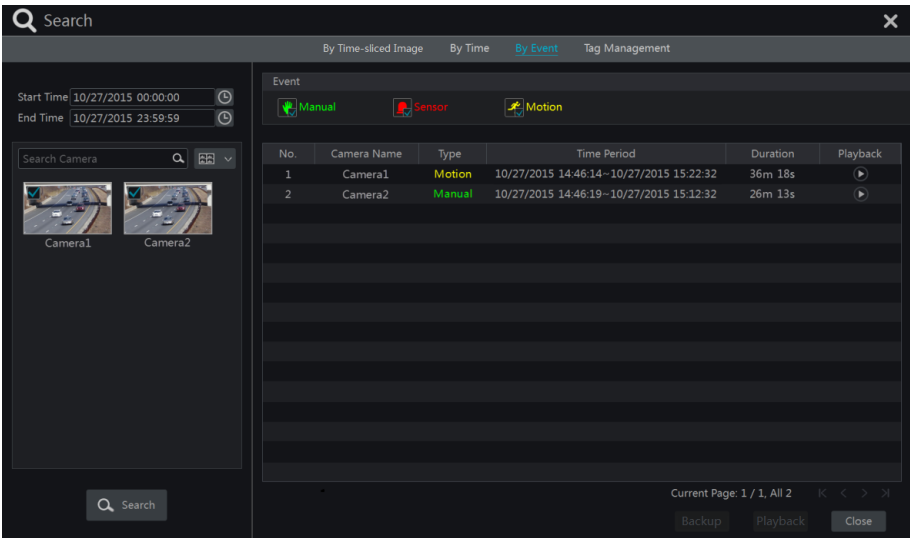 Search
By Time-sliced Image By Time By Event Tag Management
Start Time 10/27/2015 00:00:00
End Time 10/27/2015 23:59:59
Search Camera
Camera1 Camera2
Search
Event
Manual Sensor Motion
No. Camera Name Type Time Period Duration Playback
1 Camera1 Motion 10/27/2015 14:46:14~10/27/2015 15:22:32 36m 18s
2 Camera2 Manual 10/27/2015 14:46:19~10/27/2015 15:12:32 26m 13s
Current Page: 1 / 1, All 2
Backup Playback Close